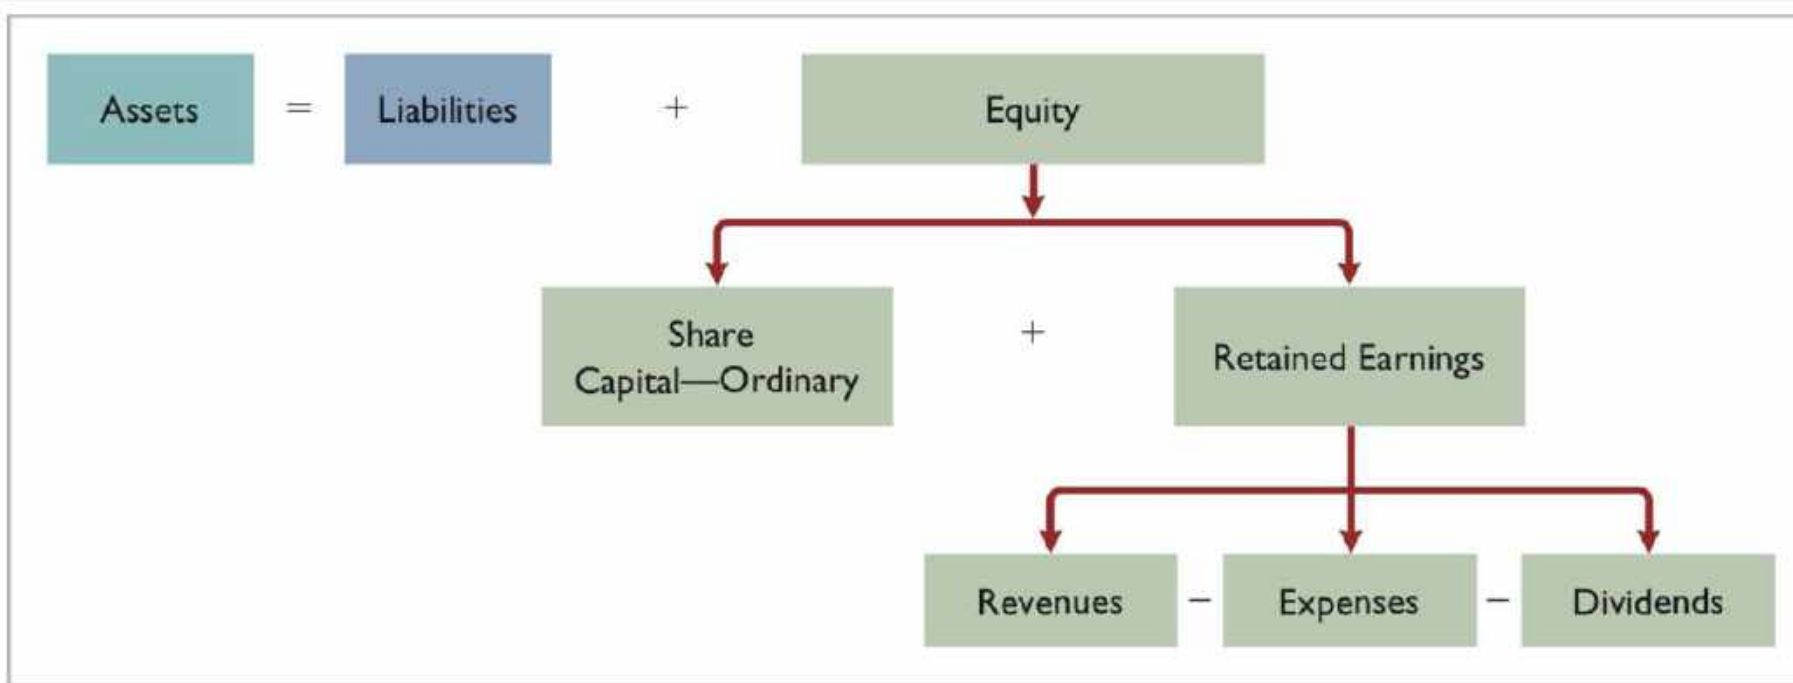 Assets = Liabilities + Equity
Share
Capital—Ordinary
+
Retained Earnings
Revenues – Expenses – Dividends